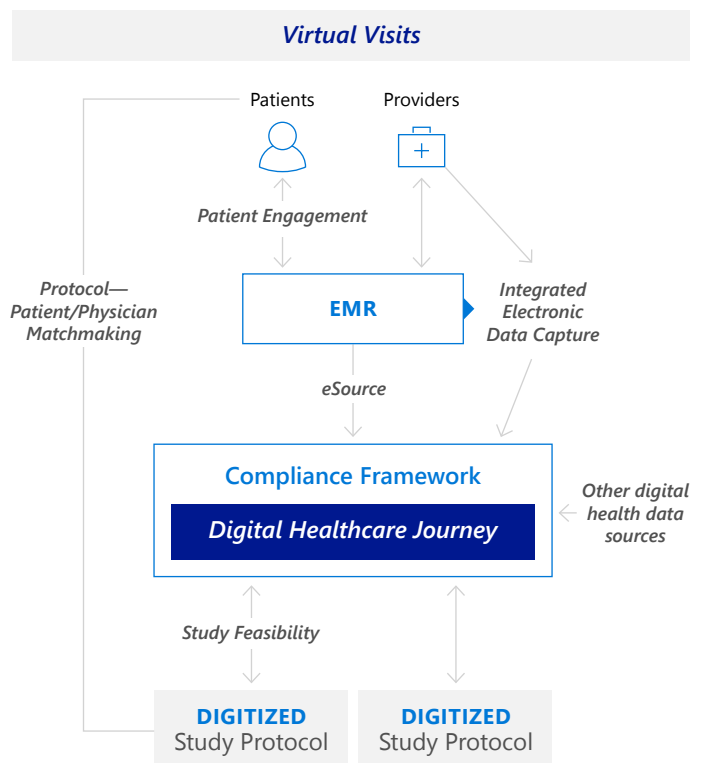 Virtual Visits
Patients
Providers
Patient Engagement
Protocol—
Patient/Physician
Matchmaking
EMR
Integrated
Electronic
Data Capture
eSource
Compliance Framework
Digital Healthcare Journey
Other digital
health data
sources
Study Feasibility
DIGITIZED
Study Protocol
DIGITIZED
Study Protocol